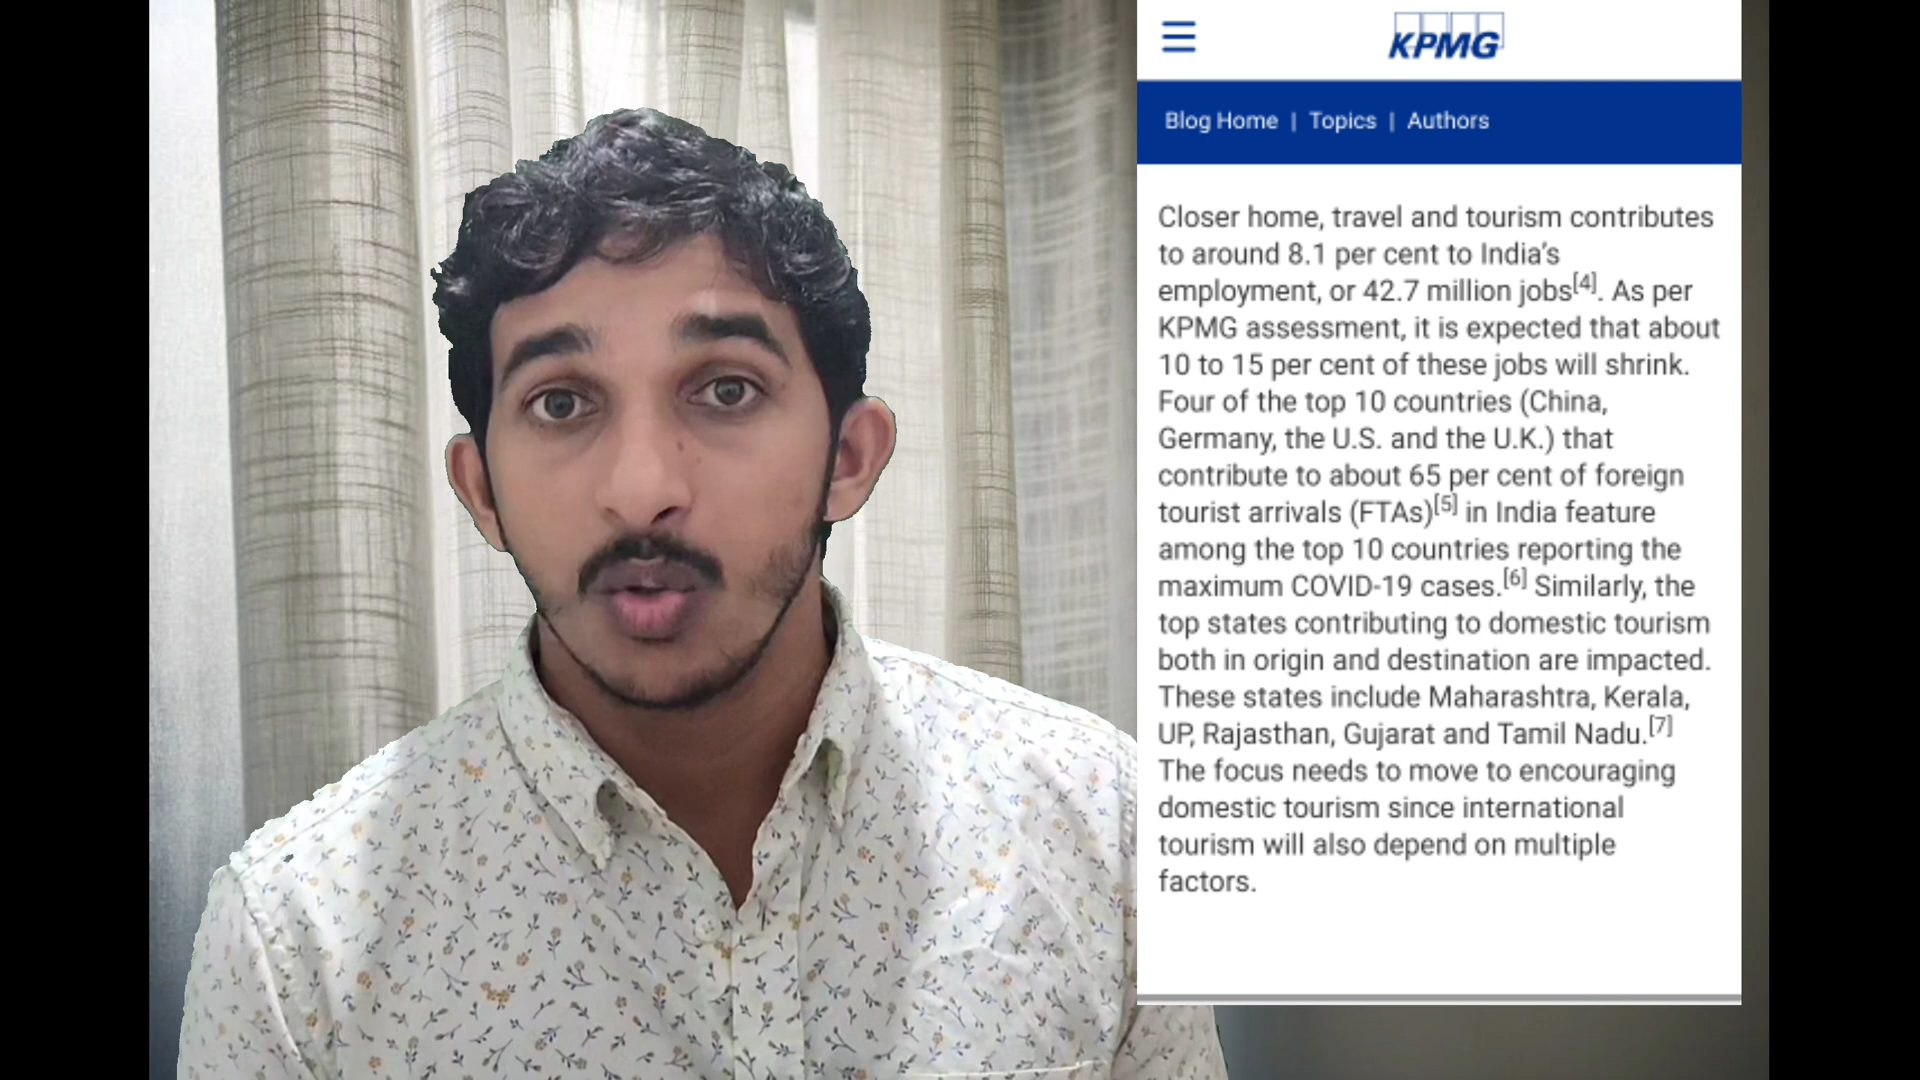 KPMG
Blog Home | Topics | Authors
Closer home, travel and tourism contributes
to around 8.1 per cent to India's
employment, or 42.7 million jobs[4]. As per
KPMG assessment, it is expected that about
10 to 15 per cent of these jobs will shrink.
Four of the top 10 countries (China,
Germany, the U.S. and the U.K.) that
contribute to about 65 per cent of foreign
tourist arrivals (FTAs)[5] in India feature
among the top 10 countries reporting the
maximum COVID-19 cases.[6] Similarly, the
top states contributing to domestic tourism
both in origin and destination are impacted.
These states include Maharashtra, Kerala,
UP, Rajasthan, Gujarat and Tamil Nadu.[7]
The focus needs to move to encouraging
domestic tourism since international
tourism will also depend on multiple
factors.